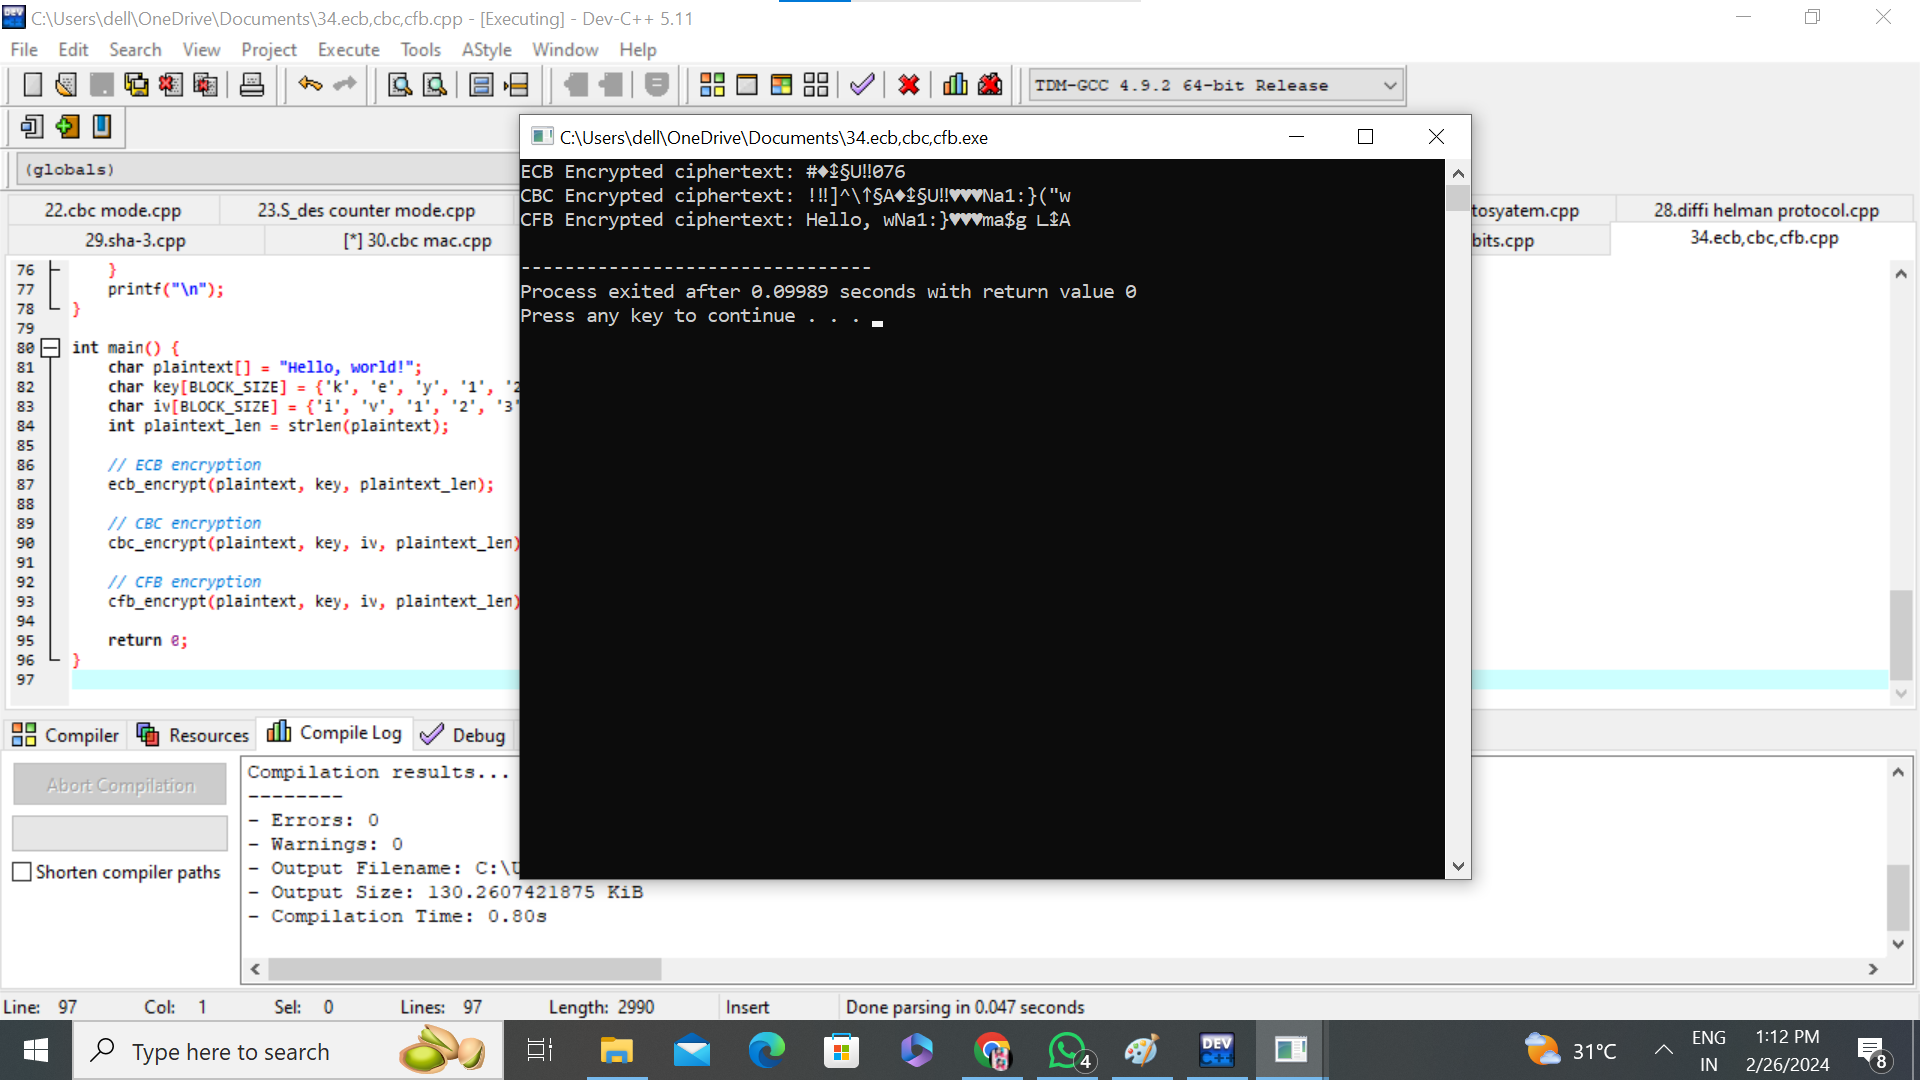 C:\Users\dell\OneDrive\Documents\34.ecb,cbc,cfb.cpp - [Executing] - Dev-C++ 5.11
File Edit Search View Project Execute Tools AStyle Window Help
TDM-GCC 4.9.2 64-bit Release
(globals)
22.cbc mode.cpp 23.S_des counter mode.cpp tosyatem.cpp 28.diffi helman protocol.cpp
29.sha-3.cpp [*] 30.cbc mac.cpp bits.cpp 34.ecb,cbc,cfb.cpp
C:\Users\dell\OneDrive\Documents\34.ecb,cbc,cfb.exe
ECB Encrypted ciphertext: #♦↨§U‼076
CBC Encrypted ciphertext: !‼]^\↑§A♦↨§U‼♥♥♥Na1:}("w
CFB Encrypted ciphertext: Hello, wNa1:}♥♥♥ma$g ∟↨A
--------------------------------
Process exited after 0.09989 seconds with return value 0
Press any key to continue . . .
76 }
77 printf("\n");
78 }
79
80 int main() {
81 char plaintext[] = "Hello, world!";
82 char key[BLOCK_SIZE] = {'k', 'e', 'y', '1', '2
83 char iv[BLOCK_SIZE] = {'i', 'v', '1', '2', '3'
84 int plaintext_len = strlen(plaintext);
85
86 // ECB encryption
87 ecb_encrypt(plaintext, key, plaintext_len);
88
89 // CBC encryption
90 cbc_encrypt(plaintext, key, iv, plaintext_len)
91
92 // CFB encryption
93 cfb_encrypt(plaintext, key, iv, plaintext_len)
94
95 return 0;
96 }
97
Compiler Resources Compile Log Debug
Abort Compilation
Shorten compiler paths
Compilation results...
--------
- Errors: 0
- Warnings: 0
- Output Filename: C:\U
- Output Size: 130.2607421875 KiB
- Compilation Time: 0.80s
Line: 97 Col: 1 Sel: 0 Lines: 97 Length: 2990 Insert Done parsing in 0.047 seconds
Type here to search
4
DEV C++
31°C
ENG
IN
1:12 PM
2/26/2024
8